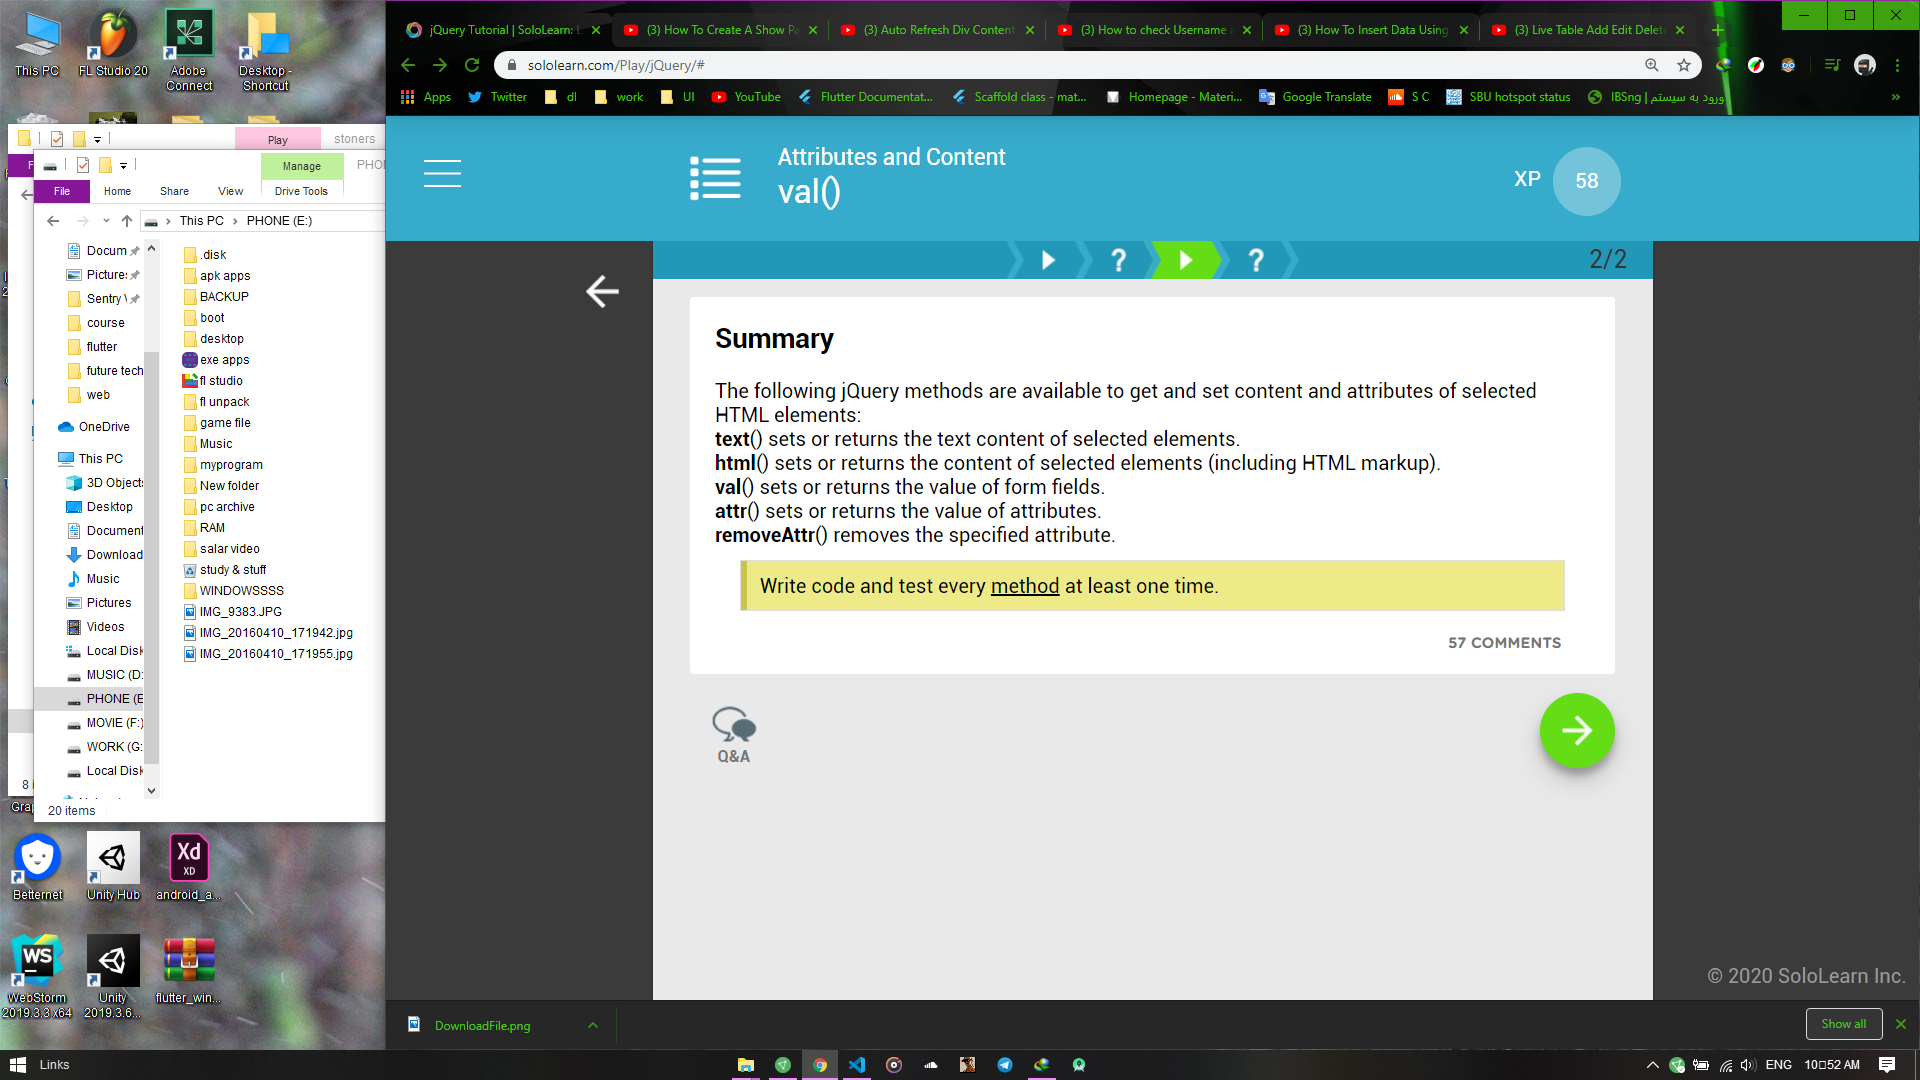 This PC
FL Studio 20
Adobe Connect
Desktop - Shortcut
Play
stoners
Manage
File
Home
Share
View
Drive Tools
This PC
PHONE (E:)
Docum
Pictures
Sentry
course
flutter
future tech
web
OneDrive
This PC
3D Objects
Desktop
Document
Download
Music
Pictures
Videos
Local Disk
MUSIC (D:
PHONE (E
MOVIE (F:)
WORK (G:
Local Disk
.disk
apk apps
BACKUP
boot
desktop
exe apps
fl studio
fl unpack
game file
Music
myprogram
New folder
pc archive
RAM
salar video
study & stuff
WINDOWSSSS
IMG_9383.JPG
IMG_20160410_171942.jpg
IMG_20160410_171955.jpg
20 items
Betternet
Unity Hub
Xd
XD
android_a...
WS
WebStorm
2019.3.3 x64
Unity
2019.3.6...
flutter_win...
jQuery Tutorial | SoloLearn: L
(3) How To Create A Show Pa
(3) Auto Refresh Div Content
(3) How to check Username
(3) How To Insert Data Using
(3) Live Table Add Edit Delete
sololearn.com/Play/jQuery/#
Apps
Twitter
dl
work
UI
YouTube
Flutter Documentat...
Scaffold class - mat...
Homepage - Materi...
Google Translate
S C
SBU hotspot status
IBSng | ورود به سیستم
Attributes and Content
val()
XP
58
?
?
2/2
Summary
The following jQuery methods are available to get and set content and attributes of selected
HTML elements:
text() sets or returns the text content of selected elements.
html() sets or returns the content of selected elements (including HTML markup).
val() sets or returns the value of form fields.
attr() sets or returns the value of attributes.
removeAttr() removes the specified attribute.
Write code and test every method at least one time.
57 COMMENTS
Q&A
© 2020 SoloLearn Inc.
DownloadFile.png
Show all
Links
ENG
10:52 AM